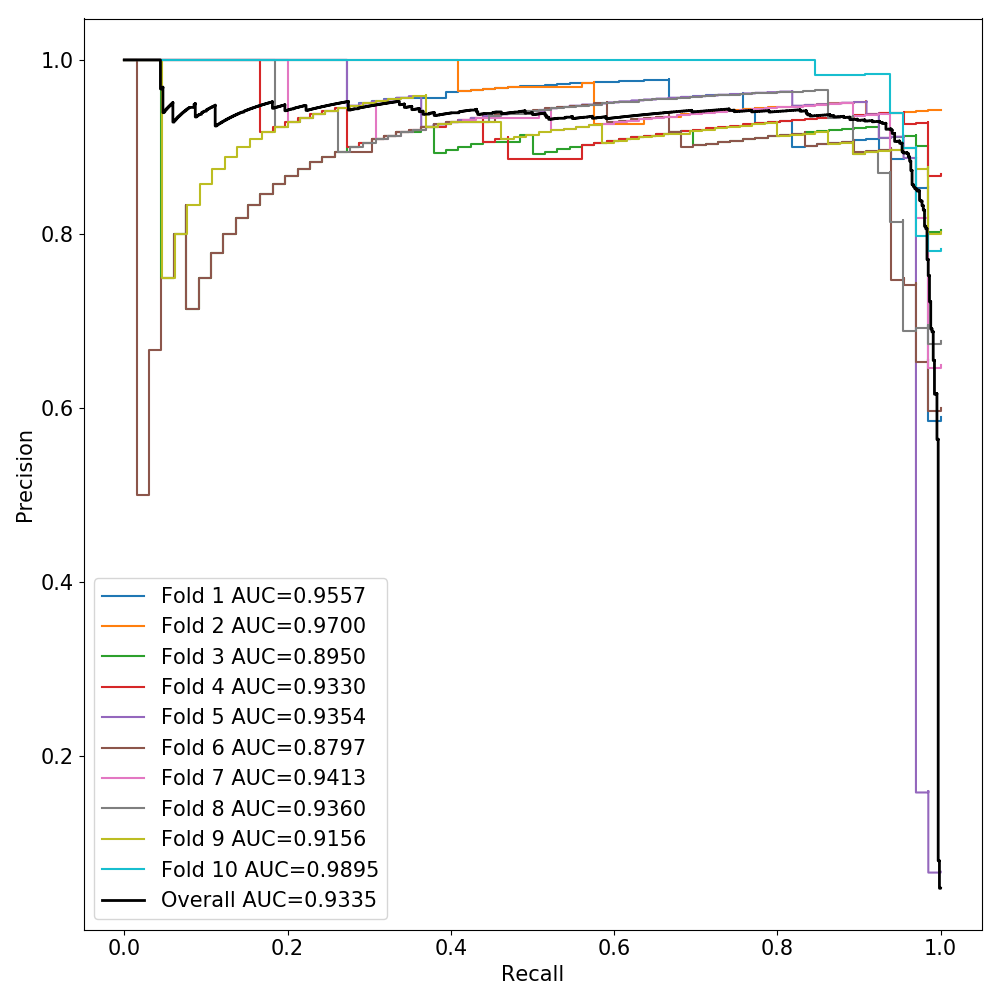 1.0
0.8
0.6
0.4
0.2
Precision
Fold 1 AUC=0.9557
Fold 2 AUC=0.9700
Fold 3 AUC=0.8950
Fold 4 AUC=0.9330
Fold 5 AUC=0.9354
Fold 6 AUC=0.8797
Fold 7 AUC=0.9413
Fold 8 AUC=0.9360
Fold 9 AUC=0.9156
Fold 10 AUC=0.9895
Overall AUC=0.9335
0.0 0.2 0.4 0.6 0.8 1.0
Recall